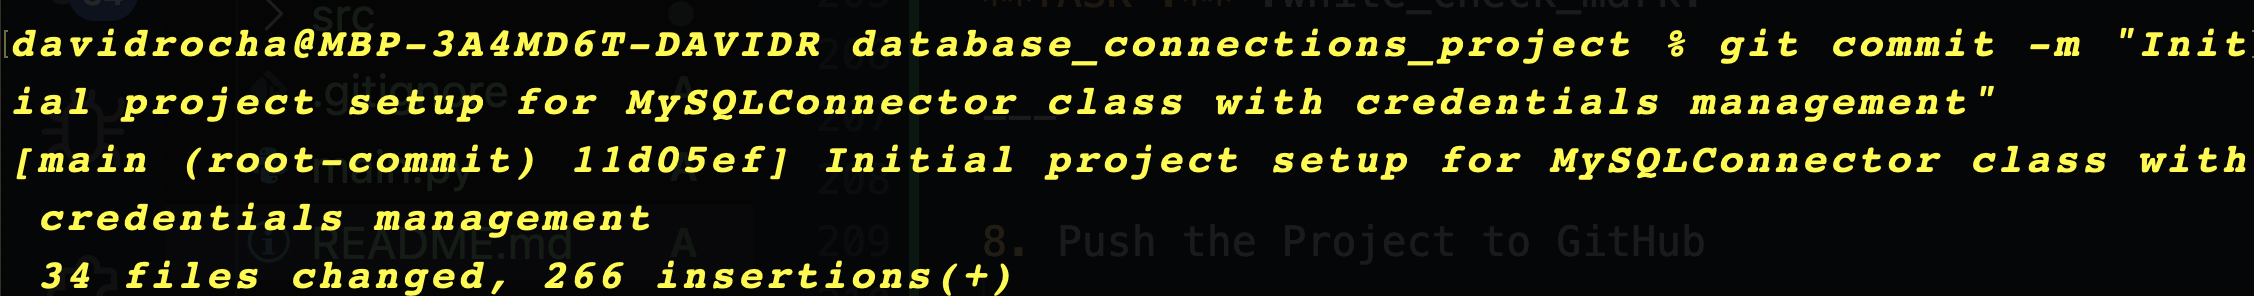 src
**TASK
davidrocha@MBP-3A4MD6T-DAVIDR database_connections_project % git commit -m "Init
ial project setup for MySQLConnector class with credentials management"
.gitignore A
207
[main (root-commit) 11d05ef] Initial project setup for MySQLConnector class with
main.py A
208
 credentials management
README.md A
209 8. Push the Project to GitHub
 34 files changed, 266 insertions(+)